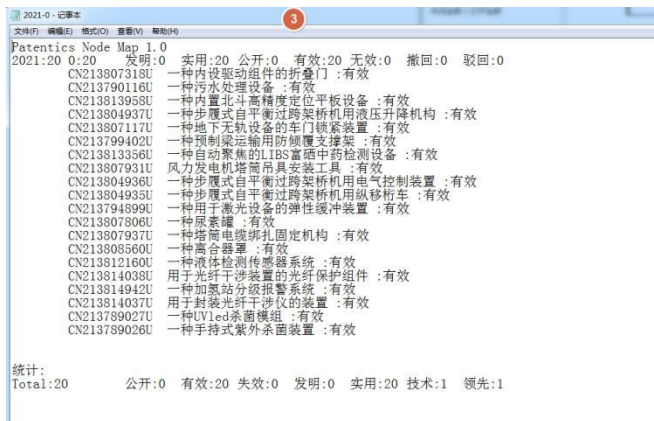 2021-0 - 记事本
3
文件(F) 编辑(E) 格式(O) 查看(V) 帮助(H)
Patentics Node Map 1.0
2021:20 0:20 发明:0 实用:20 公开:0 有效:20 无效:0 撤回:0 驳回:0
CN213807318U 一种内设驱动组件的折叠门 :有效
CN213790116U 一种污水处理设备 :有效
CN213813958U 一种内置北斗高精度定位平板设备 :有效
CN213804937U 一种步履式自平衡过跨架桥机用液压升降机构 :有效
CN213807117U 一种地下无轨设备的车门锁紧装置 :有效
CN213799402U 一种预制梁运输用防倾覆支撑架 :有效
CN213813356U 一种自动聚焦的LIBS富硒中药检测设备 :有效
CN213807931U 风力发电机塔筒吊具安装工具 :有效
CN213804936U 一种步履式自平衡过跨架桥机用电气控制装置 :有效
CN213804935U 一种步履式自平衡过跨架桥机用纵移桁车 :有效
CN213794899U 一种用于激光设备的弹性缓冲装置 :有效
CN213807806U 一种尿素罐 :有效
CN213807937U 一种塔筒电缆绑扎固定机构 :有效
CN213808560U 一种离合器罩 :有效
CN213812160U 一种液体检测传感器系统 :有效
CN213814038U 用于光纤干涉装置的光纤保护组件 :有效
CN213814942U 一种加氢站分级报警系统 :有效
CN213814037U 用于封装光纤干涉仪的装置 :有效
CN213789027U 一种UVled杀菌模组 :有效
CN213789026U 一种手持式紫外杀菌装置 :有效
统计:
Total:20 公开:0 有效:20 失效:0 发明:0 实用:20 技术:1 领先:1